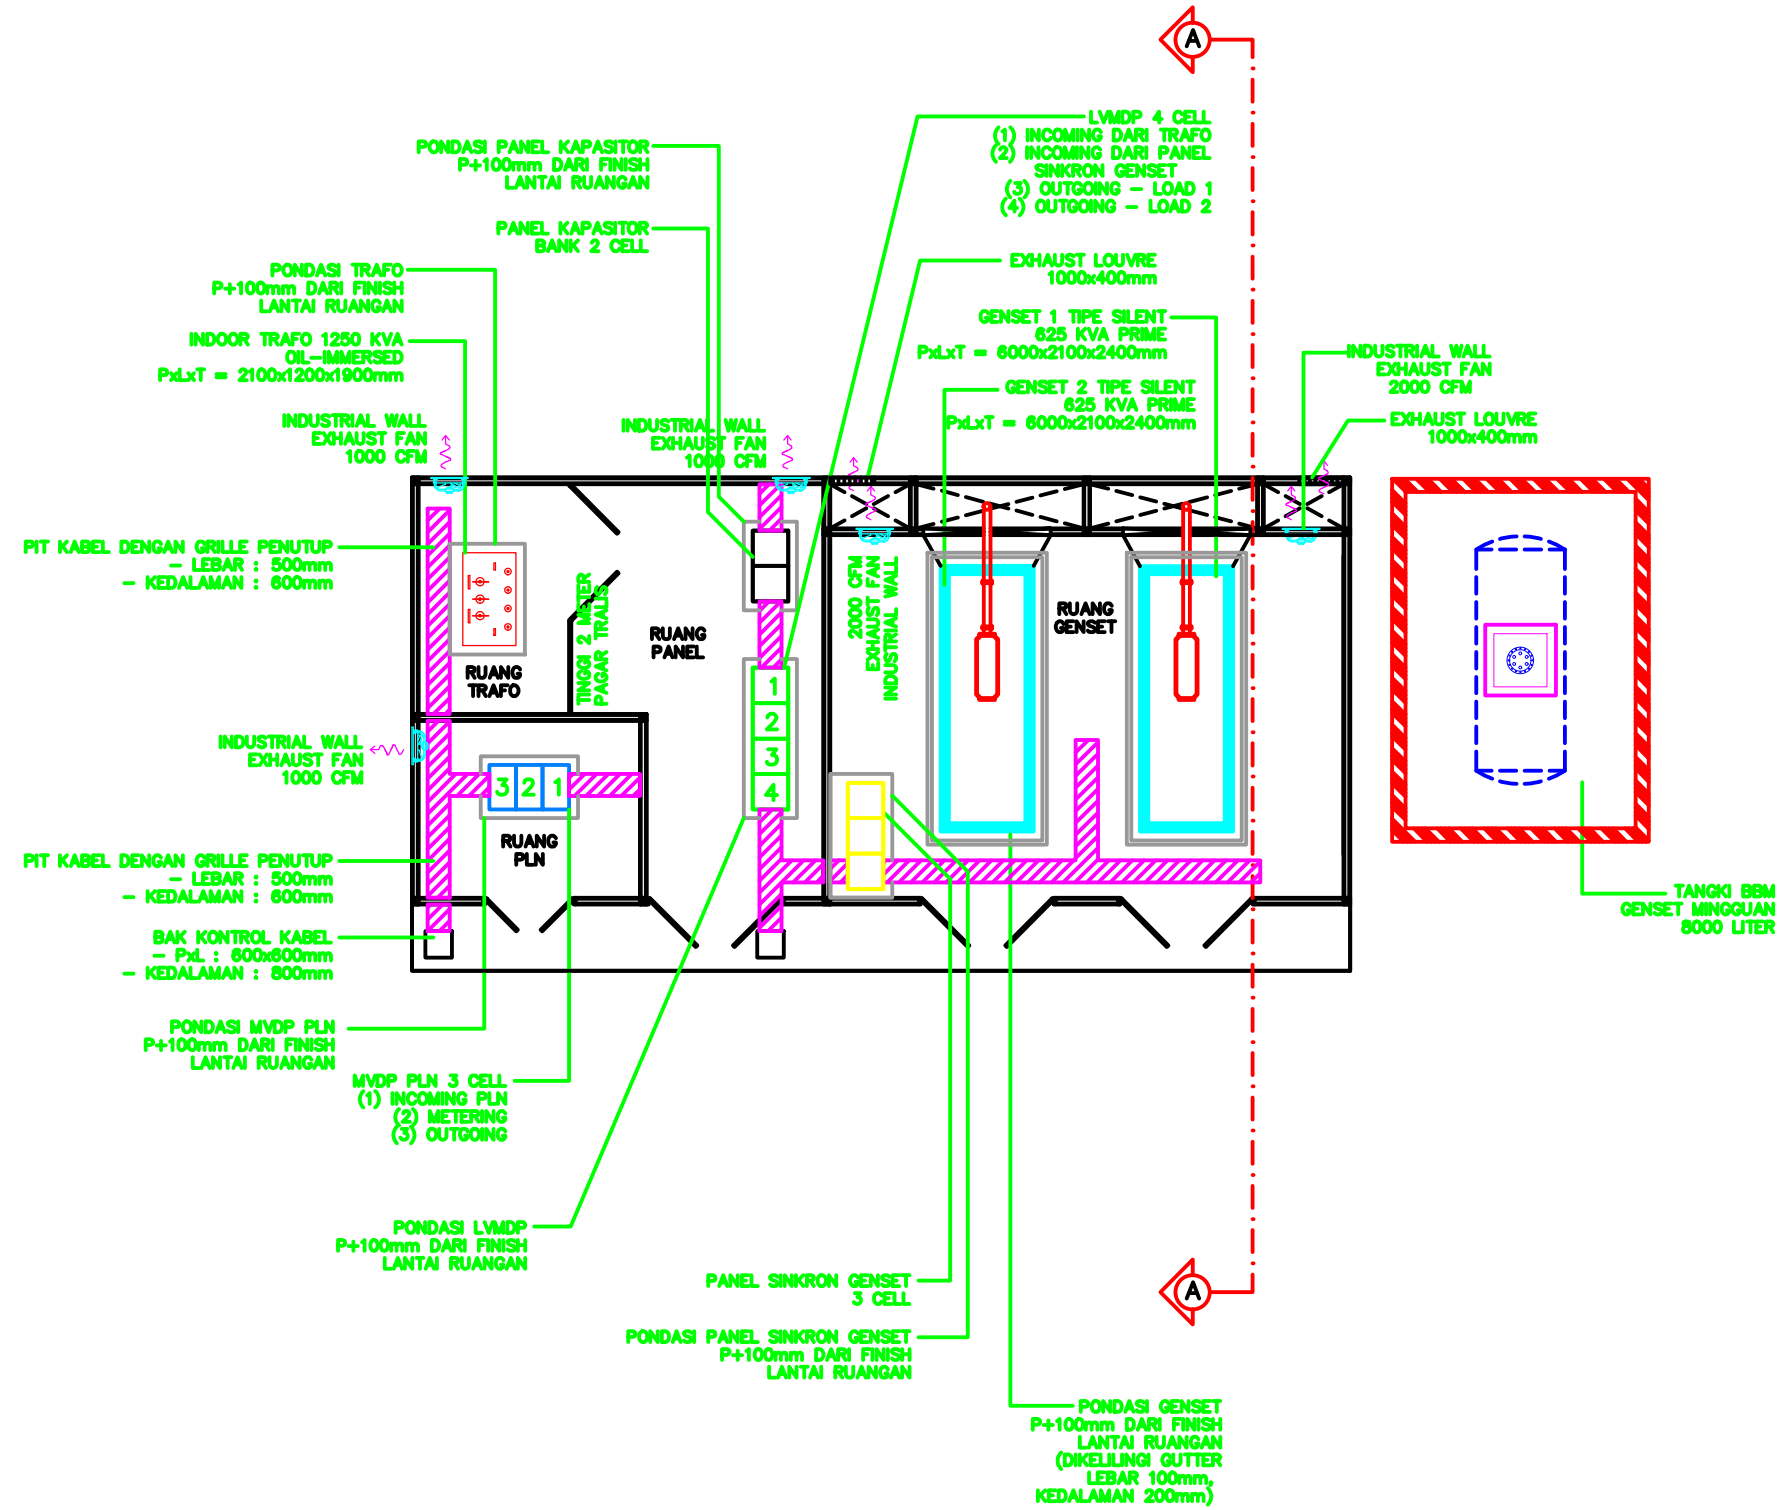 A
LVMDP 4 CELL
(1) INCOMING DARI TRAFO
(2) INCOMING DARI PANEL
SINKRON GENSET
(3) OUTGOING - LOAD 1
(4) OUTGOING - LOAD 2
PONDASI PANEL KAPASITOR
P+100mm DARI FINISH
LANTAI RUANGAN
PANEL KAPASITOR
BANK 2 CELL
EXHAUST LOUVRE
1000x400mm
PONDASI TRAFO
P+100mm DARI FINISH
LANTAI RUANGAN
GENSET 1 TIPE SILENT
625 KVA PRIME
PxLxT = 6000x2100x2400mm
INDOOR TRAFO 1250 KVA
OIL-IMMERSED
PxLxT = 2100x1200x1900mm
INDUSTRIAL WALL
EXHAUST FAN
2000 CFM
GENSET 2 TIPE SILENT
625 KVA PRIME
PxLxT = 6000x2100x2400mm
INDUSTRIAL WALL
EXHAUST FAN
1000 CFM
INDUSTRIAL WALL
EXHAUST FAN
1000 CFM
EXHAUST LOUVRE
1000x400mm
PIT KABEL DENGAN GRILLE PENUTUP
- LEBAR : 500mm
- KEDALAMAN : 600mm
RUANG
TRAFO
TINGGI 2 METER
PAGAR TRALIS
RUANG
PANEL
2000 CFM
EXHAUST FAN
INDUSTRIAL WALL
RUANG
GENSET
1
2
3
4
INDUSTRIAL WALL
EXHAUST FAN
1000 CFM
3 2 1
RUANG
PLN
PIT KABEL DENGAN GRILLE PENUTUP
- LEBAR : 500mm
- KEDALAMAN : 600mm
TANGKI BBM
GENSET MINGGUAN
8000 LITER
BAK KONTROL KABEL
- PxL : 600x600mm
- KEDALAMAN : 800mm
PONDASI MVDP PLN
P+100mm DARI FINISH
LANTAI RUANGAN
MVDP PLN 3 CELL
(1) INCOMING PLN
(2) METERING
(3) OUTGOING
PONDASI LVMDP
P+100mm DARI FINISH
LANTAI RUANGAN
PANEL SINKRON GENSET
3 CELL
A
PONDASI PANEL SINKRON GENSET
P+100mm DARI FINISH
LANTAI RUANGAN
PONDASI GENSET
P+100mm DARI FINISH
LANTAI RUANGAN
(DIKELILINGI GUTTER
LEBAR 100mm,
KEDALAMAN 200mm)